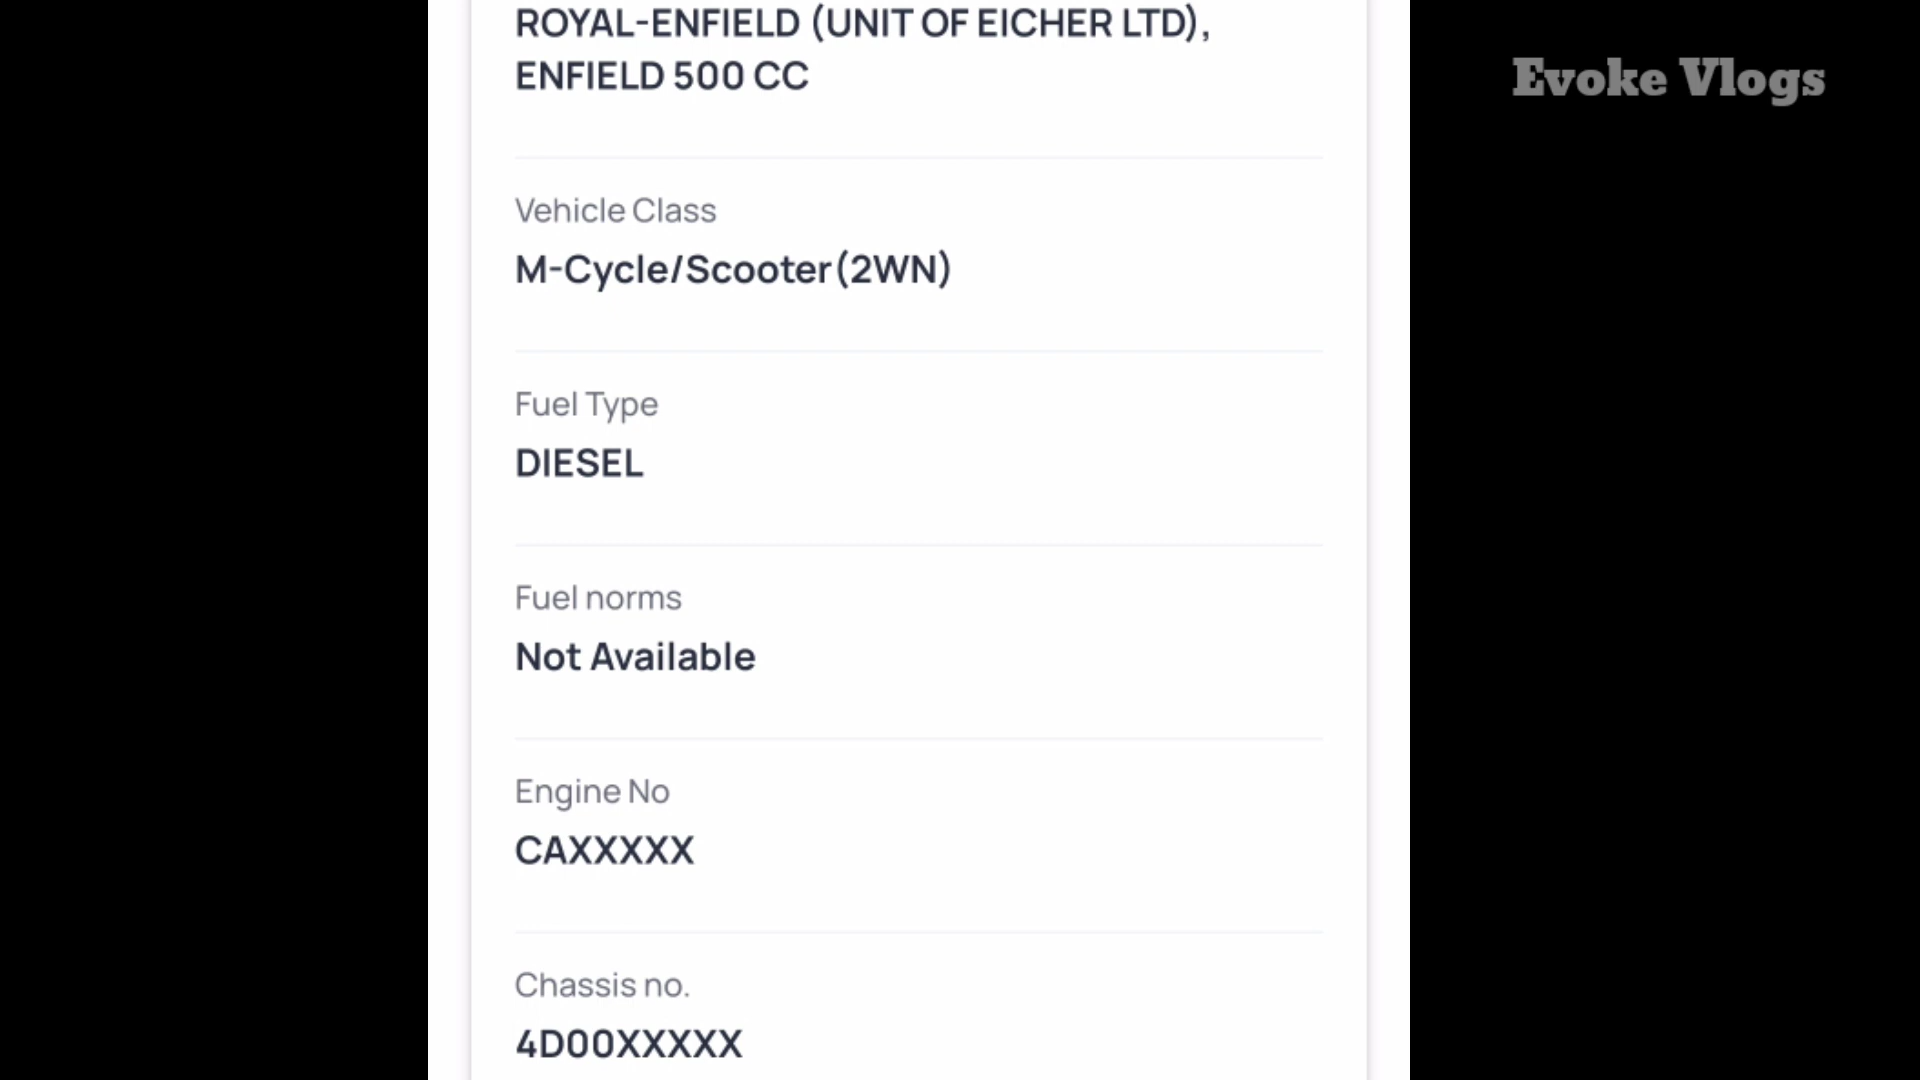 ROYAL-ENFIELD (UNIT OF EICHER LTD),
ENFIELD 500 CC
Evoke Vlogs
Vehicle Class
M-Cycle/Scooter(2WN)
Fuel Type
DIESEL
Fuel norms
Not Available
Engine No
CAXXXXX
Chassis no.
4D00XXXXX